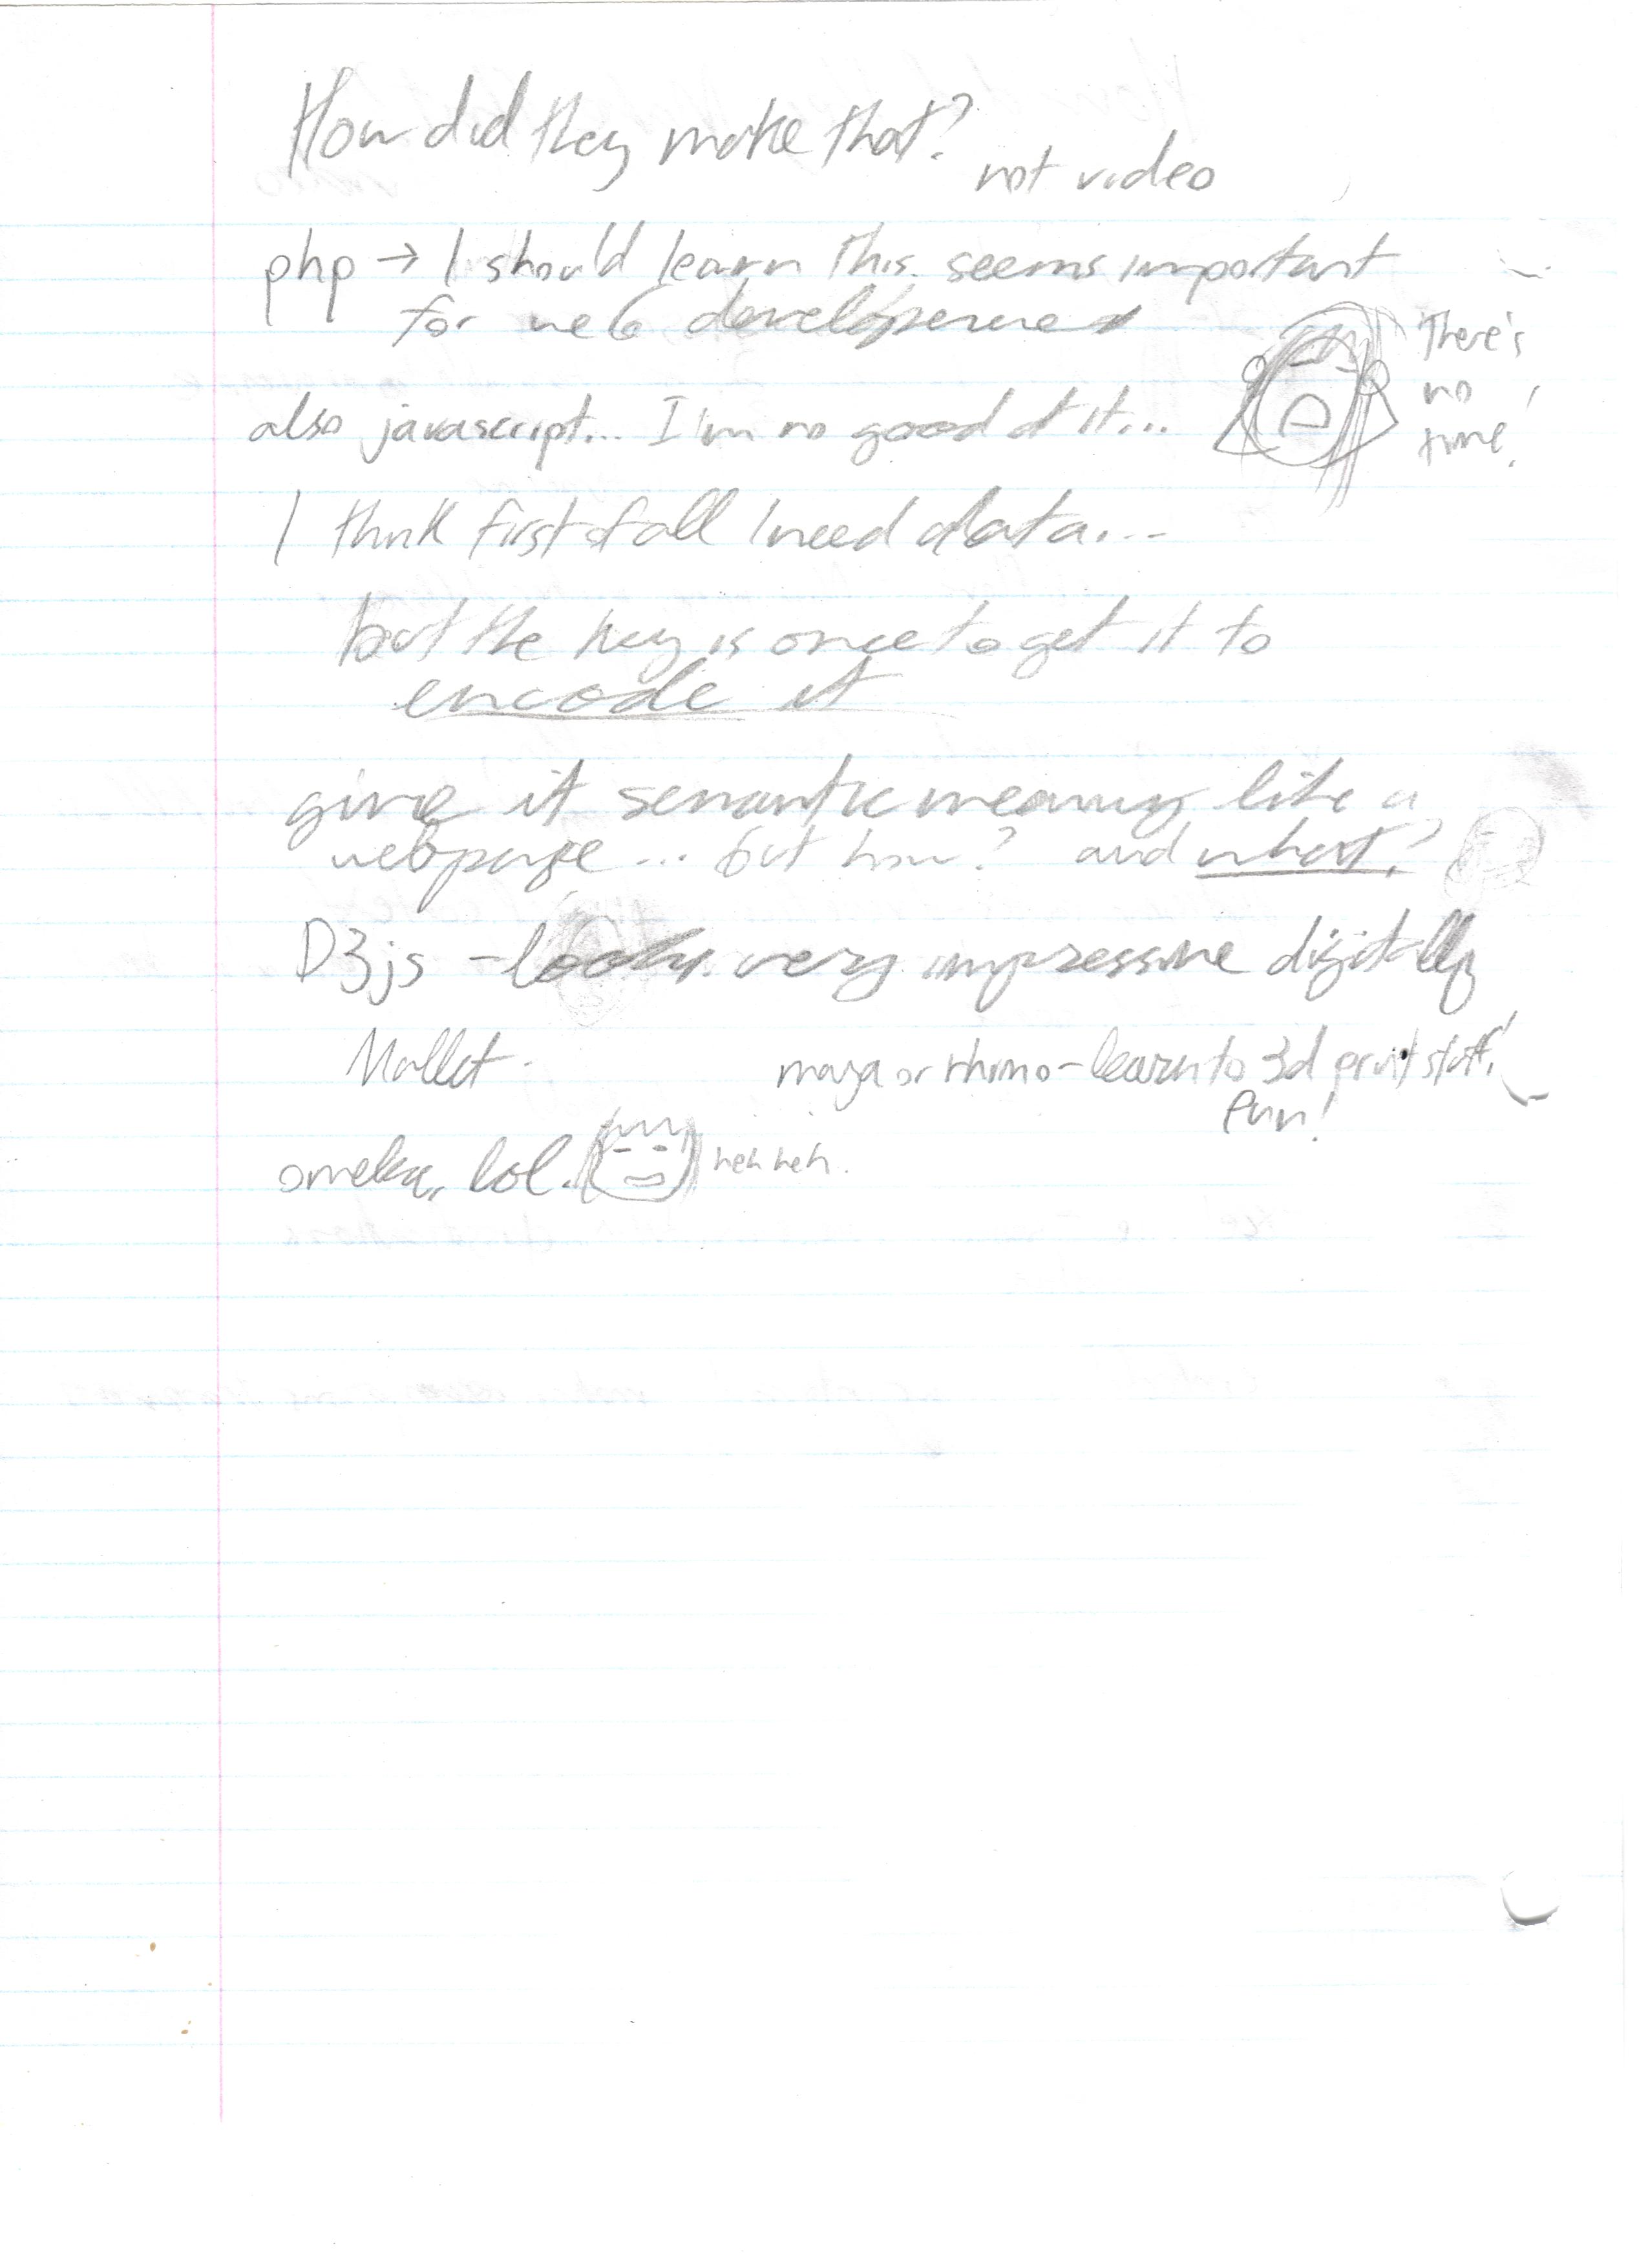 How did they make that?
not video
php → I should learn this. seems important
for web development
There's
no
time!
also javascript... I'm no good at it...
I think first of all I need data...
but the key is once to get it to
encode it
give it semantic meaning like a
webpage... but how? and what?
D3js - looks very impressive digitally
Mallet
maya or rhino - learn to 3d print stuff!
fun!
omeka, lol.
heh heh.